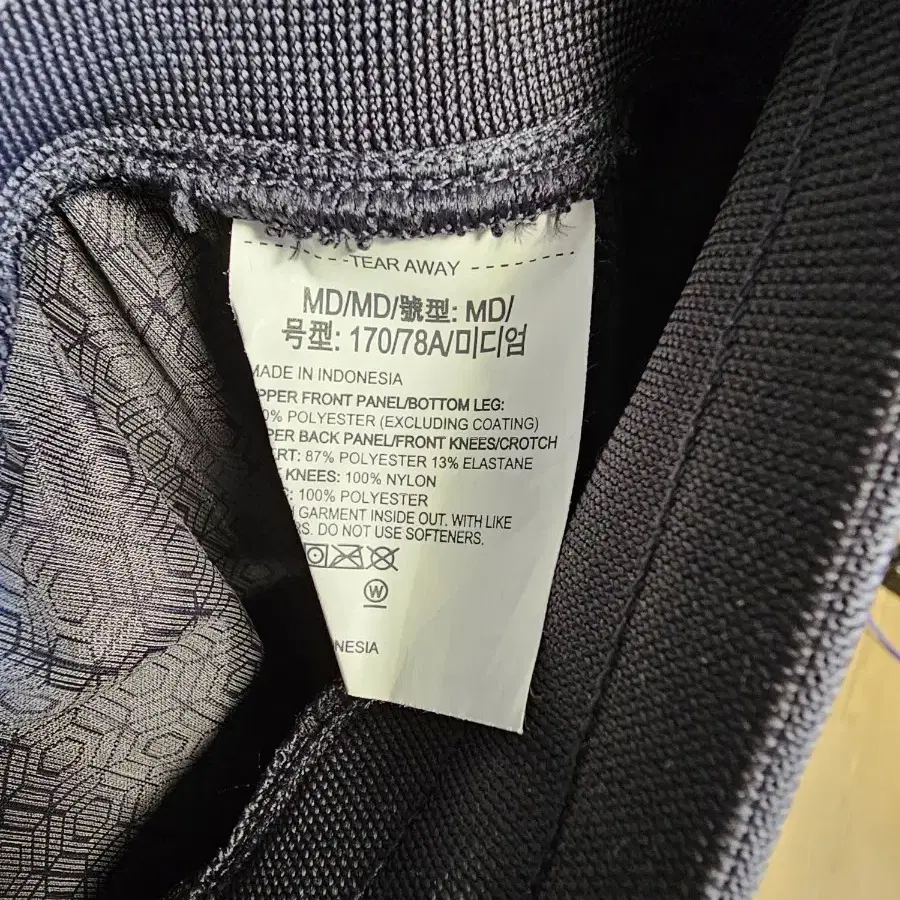 TEAR AWAY
MD/MD/號型: MD/
号型: 170/78A/미디엄
MADE IN INDONESIA
PPER FRONT PANEL/BOTTOM LEG:
0% POLYESTER (EXCLUDING COATING)
PER BACK PANEL/FRONT KNEES/CROTCH
ERT: 87% POLYESTER 13% ELASTANE
KNEES: 100% NYLON
: 100% POLYESTER
GARMENT INSIDE OUT. WITH LIKE
RS. DO NOT USE SOFTENERS.
W
NESIA